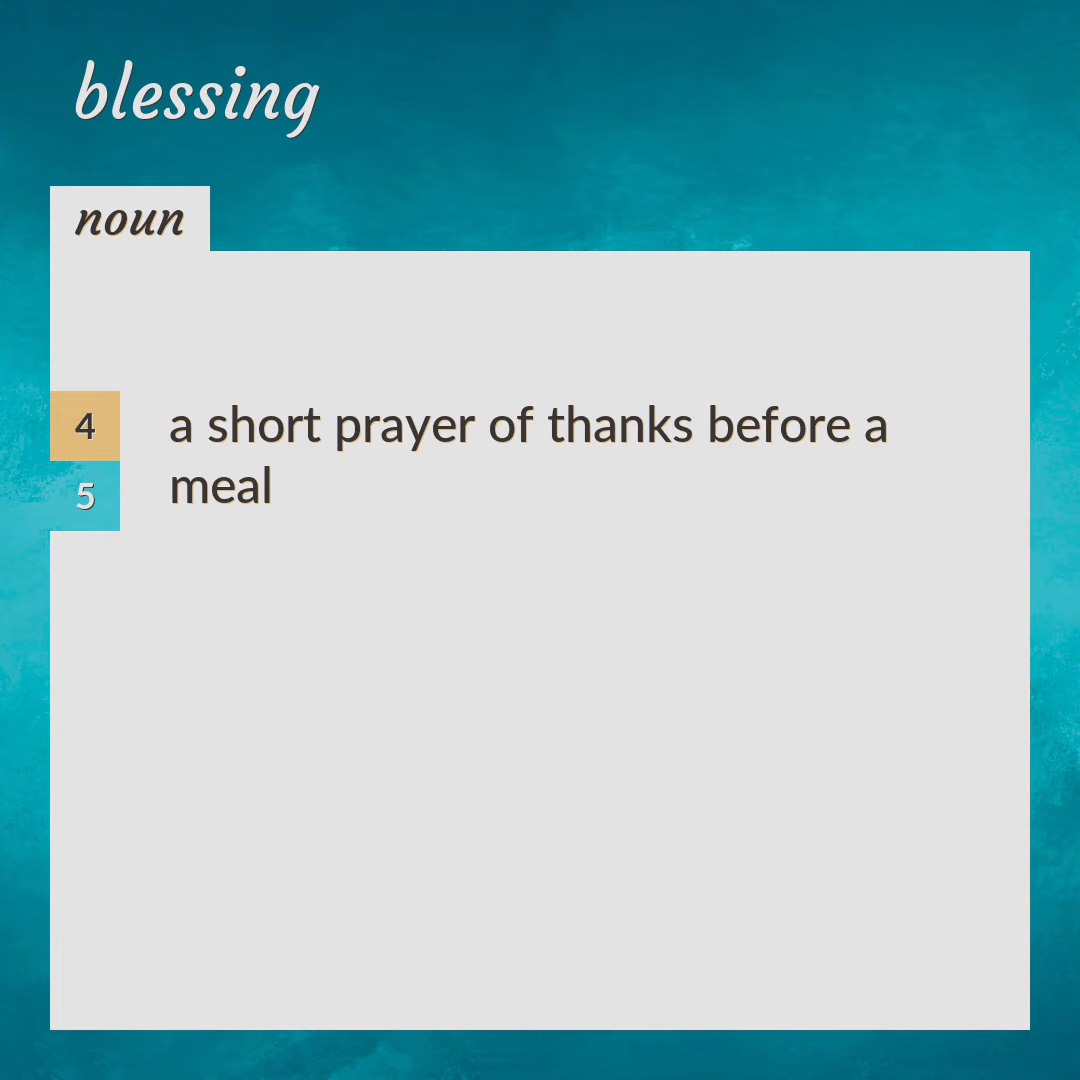 blessing
noun
4
a short prayer of thanks before a
meal
5